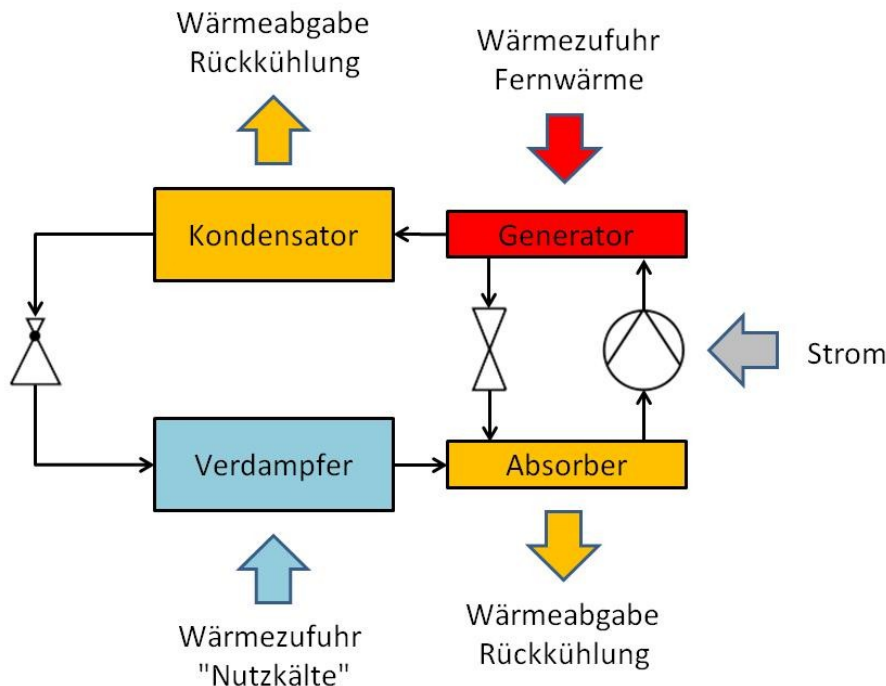 Wärmeabgabe
Rückkühlung
Wärmezufuhr
Fernwärme
Kondensator
Generator
Strom
Verdampfer
Absorber
Wärmezufuhr
"Nutzkälte"
Wärmeabgabe
Rückkühlung